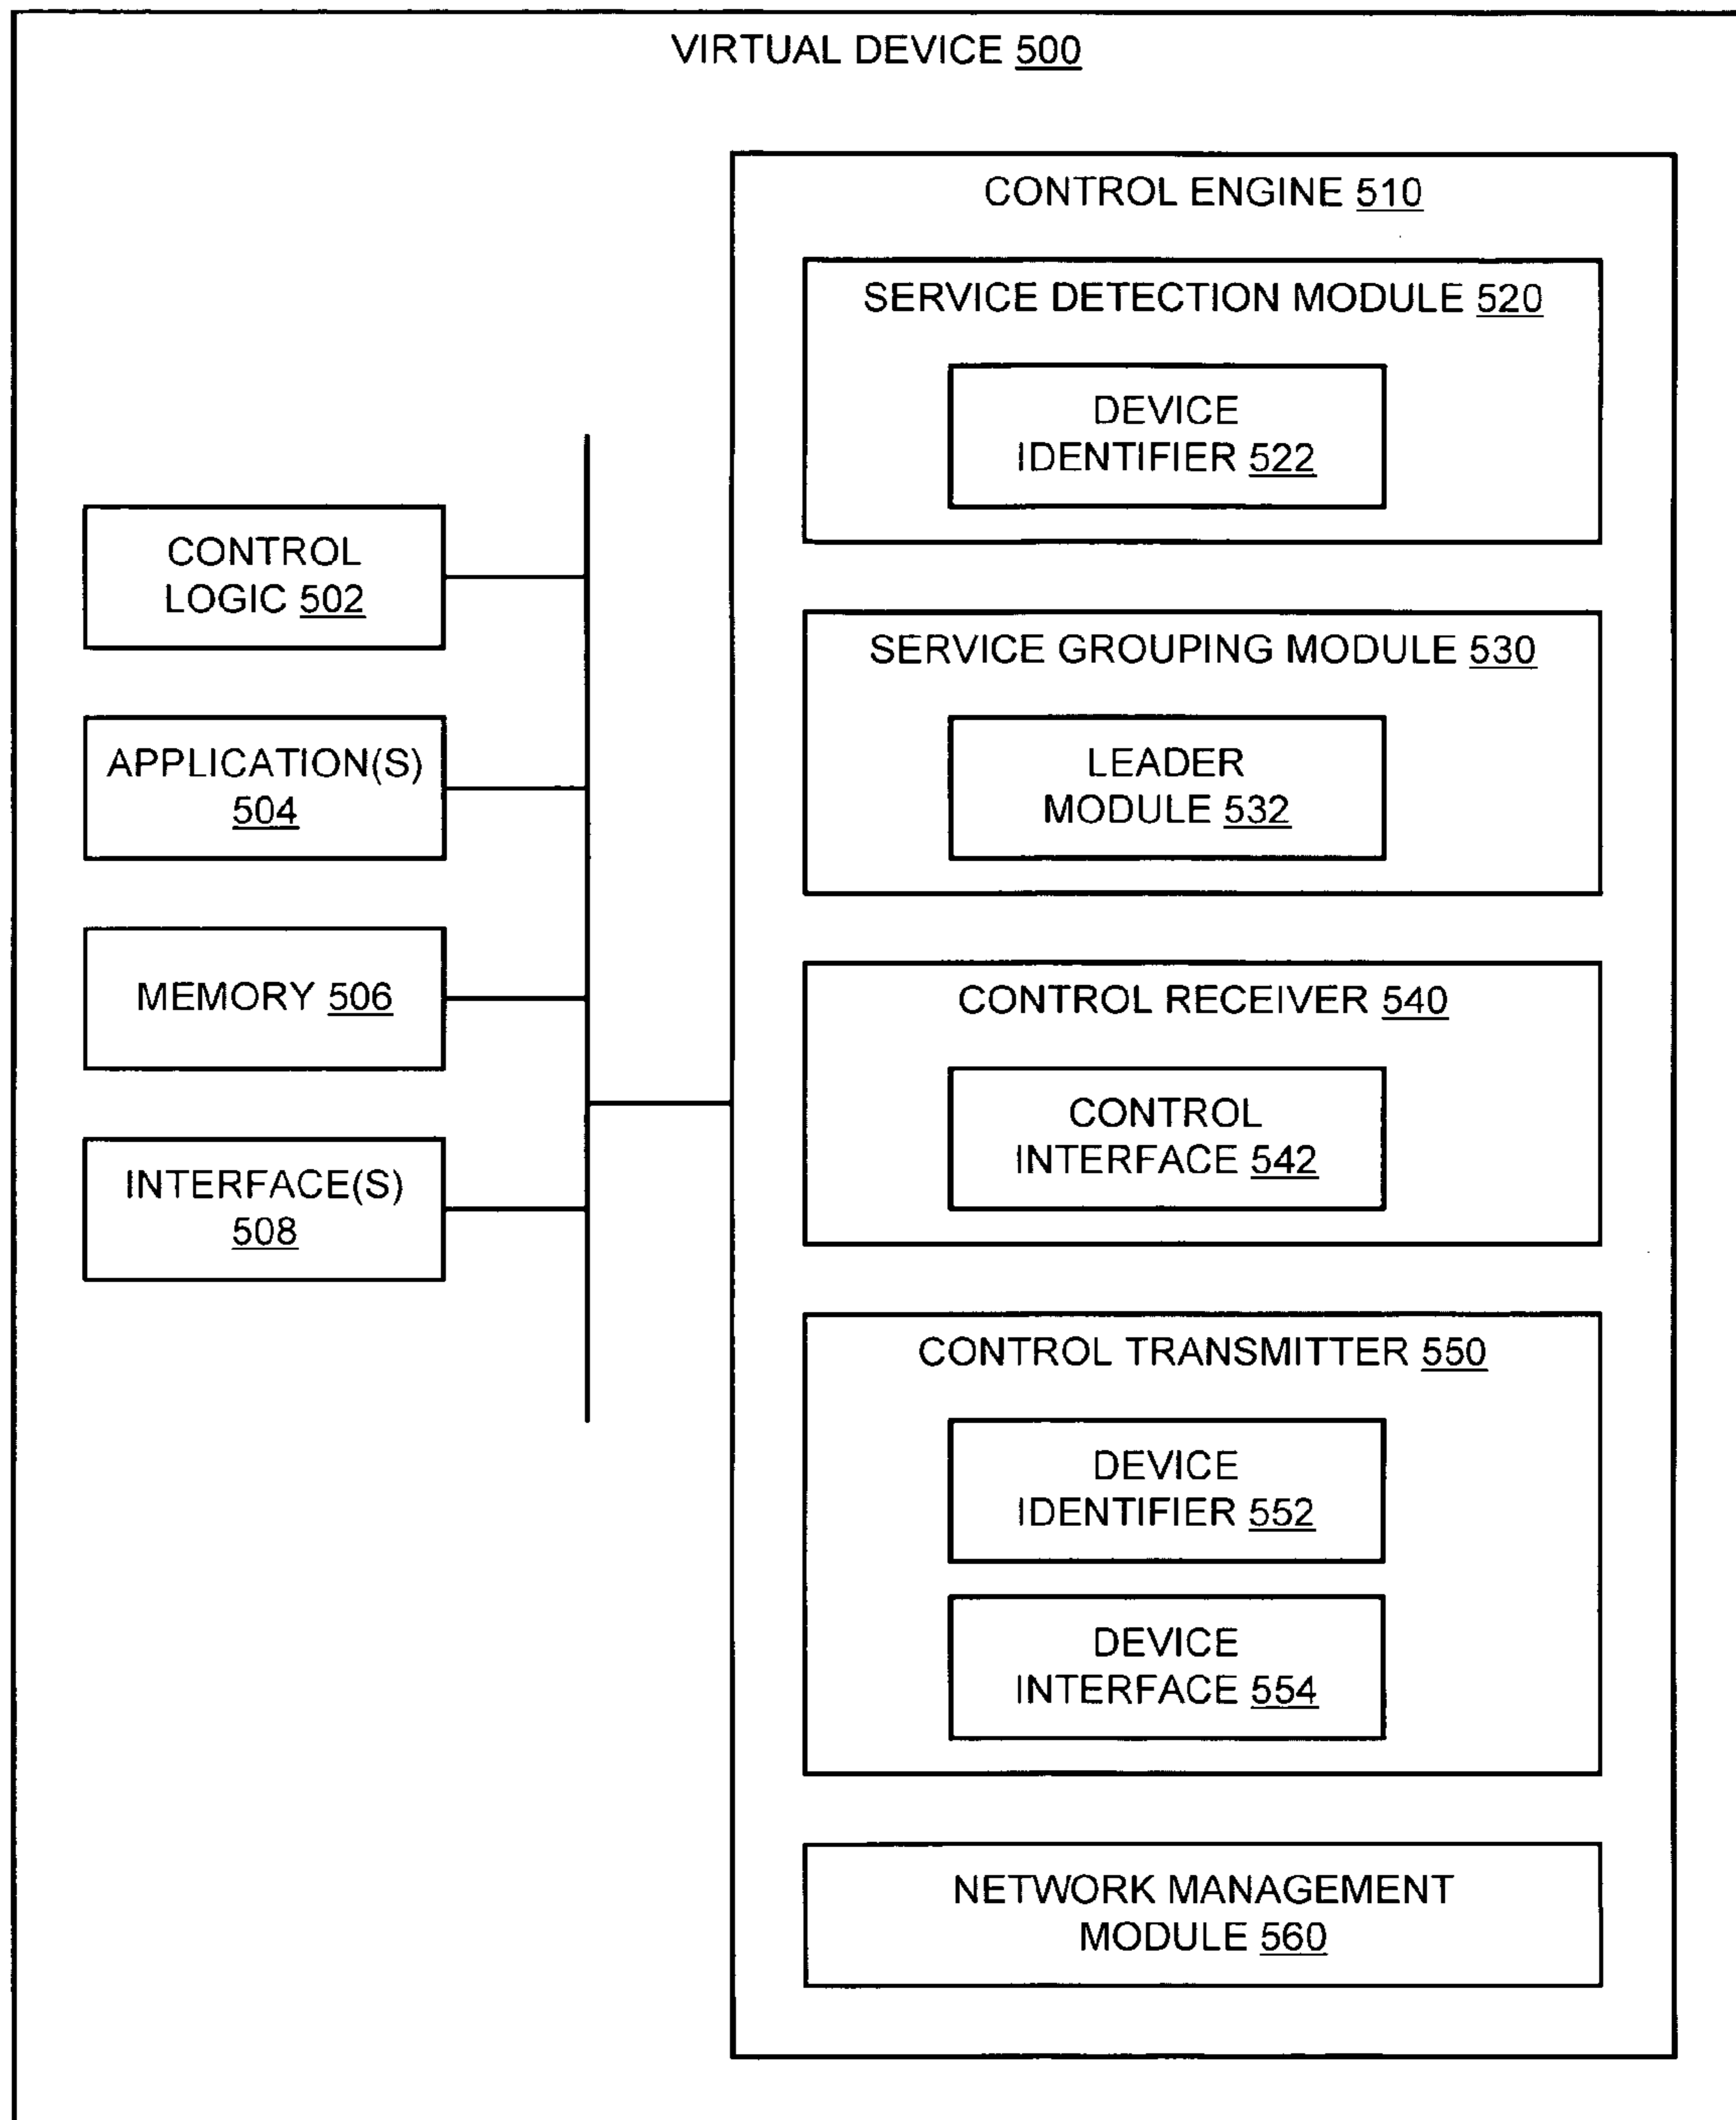 VIRTUAL DEVICE 500
CONTROL ENGINE 510
SERVICE DETECTION MODULE 520
DEVICE
IDENTIFIER 522
CONTROL
LOGIC 502
SERVICE GROUPING MODULE 530
APPLICATION(S)
504
LEADER
MODULE 532
MEMORY 506
CONTROL RECEIVER 540
CONTROL
INTERFACE 542
INTERFACE(S)
508
CONTROL TRANSMITTER 550
DEVICE
IDENTIFIER 552
DEVICE
INTERFACE 554
NETWORK MANAGEMENT
MODULE 560